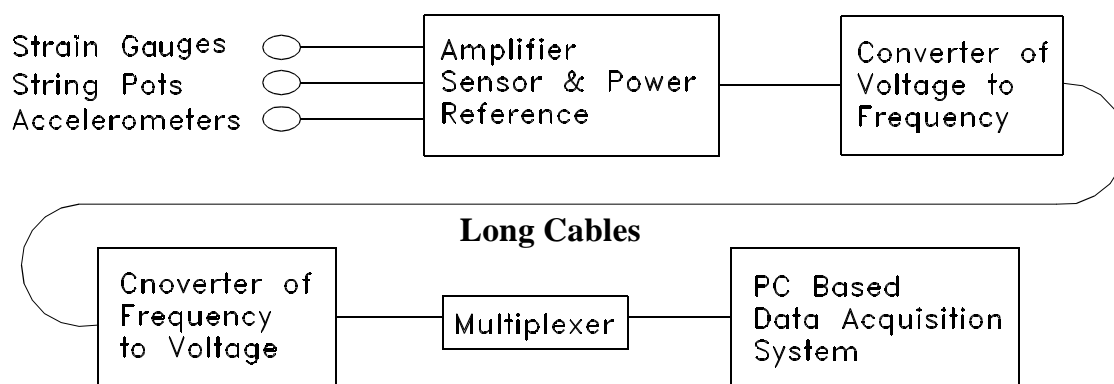 Strain Gauges
String Pots
Accelerometers
Amplifier
Sensor & Power
Reference
Converter of
Voltage to
Frequency
Long Cables
Cnoverter of
Frequency
to Voltage
Multiplexer
PC Based
Data Acquisition
System